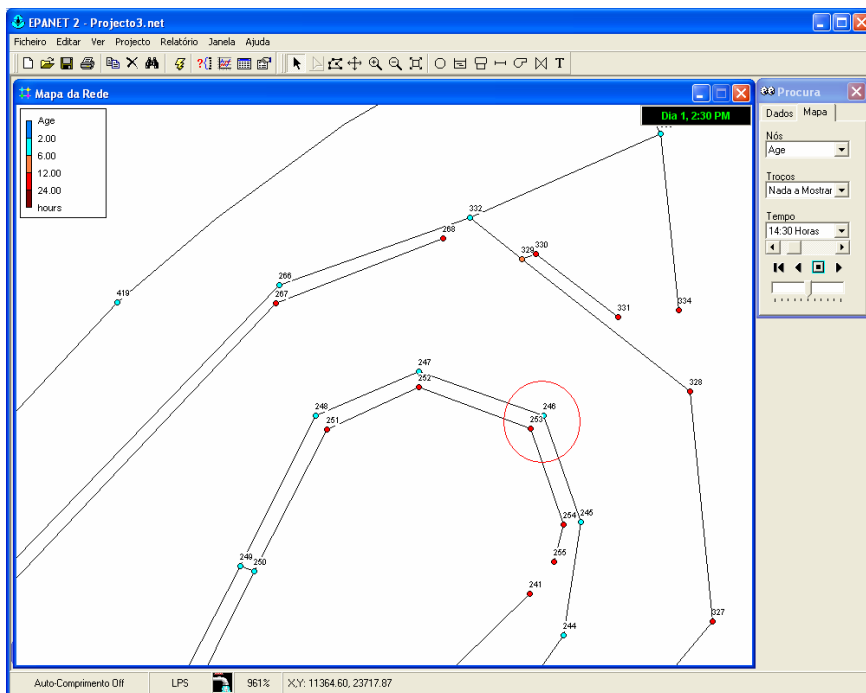 EPANET 2 - Projecto3.net
Ficheiro Editar Ver Projecto Relatório Janela Ajuda
Mapa da Rede
Age
2.00
6.00
12.00
24.00
hours
Dia 1, 2:30 PM
332
268
329
330
266
267
419
331
334
247
252
328
248
251
246
253
254
245
249
250
255
241
244
327
Procura
Dados Mapa
Nós
Age
Troços
Nada a Mostrar
Tempo
14:30 Horas
Auto-Comprimento Off LPS 961% X,Y: 11364.60, 23717.87